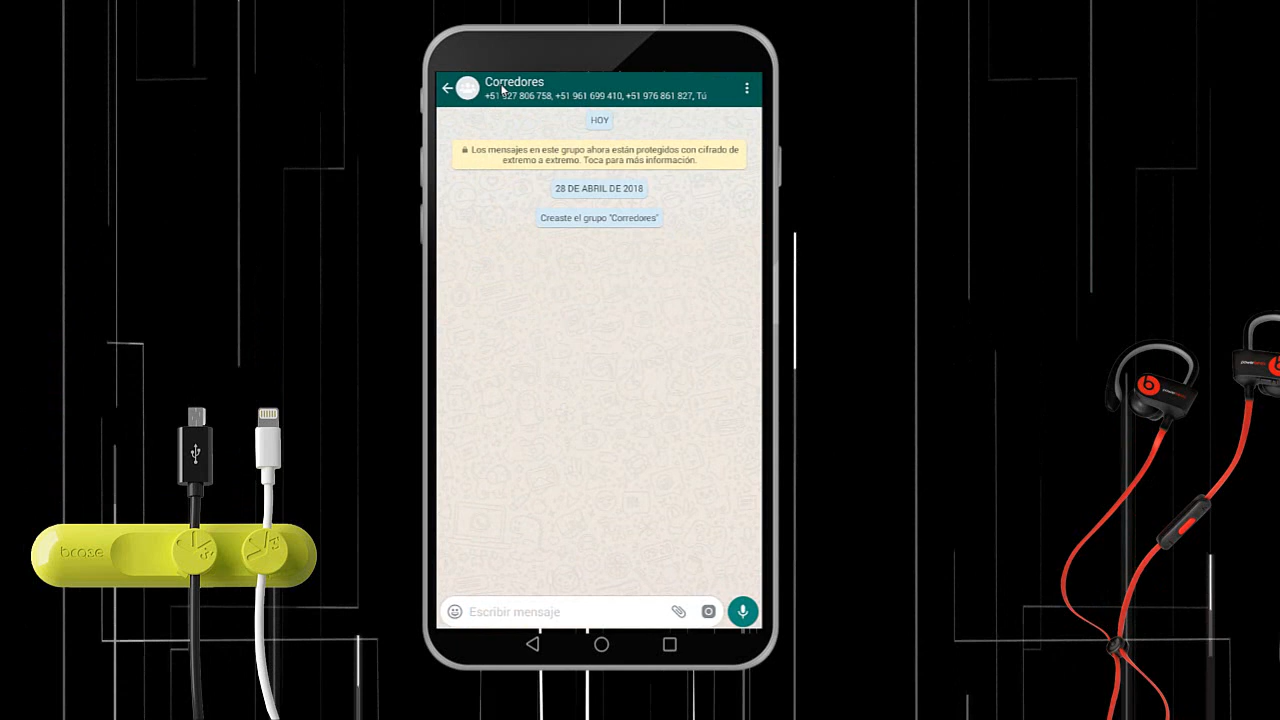 Corredores
+51 927 806 758, +51 961 699 410, +51 976 861 827, Tú
HOY
Los mensajes en este grupo ahora están protegidos con cifrado de
extremo a extremo. Toca para más información.
28 DE ABRIL DE 2018
Creaste el grupo "Corredores"
Escribir mensaje
bcase